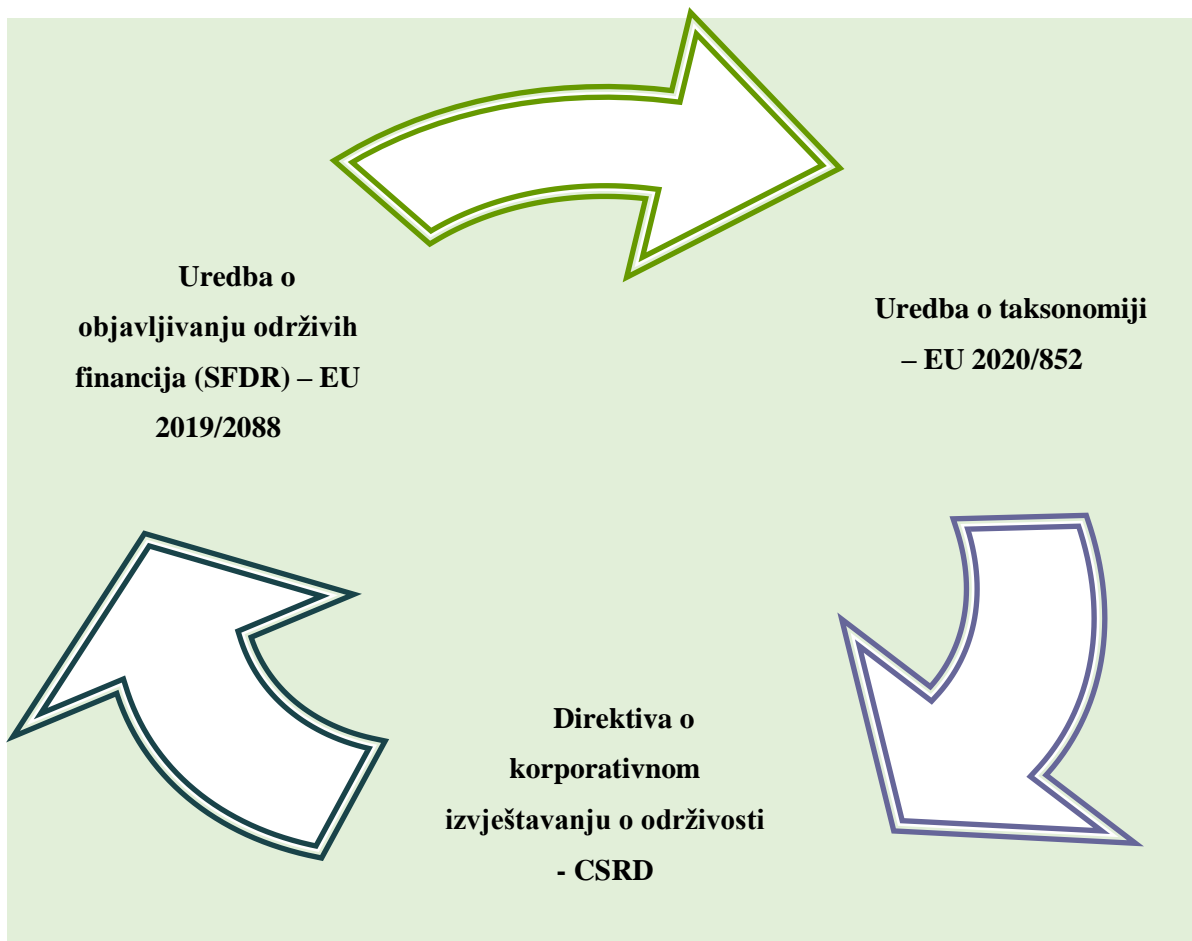 Uredba o
objavljivanju održivih
financija (SFDR) – EU
2019/2088
Uredba o taksonomiji
– EU 2020/852
Direktiva o
korporativnom
izvještavanju o održivosti
- CSRD